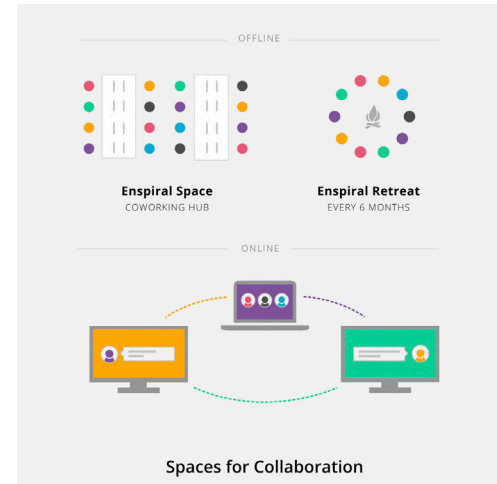 OFFLINE
Enspiral Space
COWORKING HUB
Enspiral Retreat
EVERY 6 MONTHS
ONLINE
Spaces for Collaboration